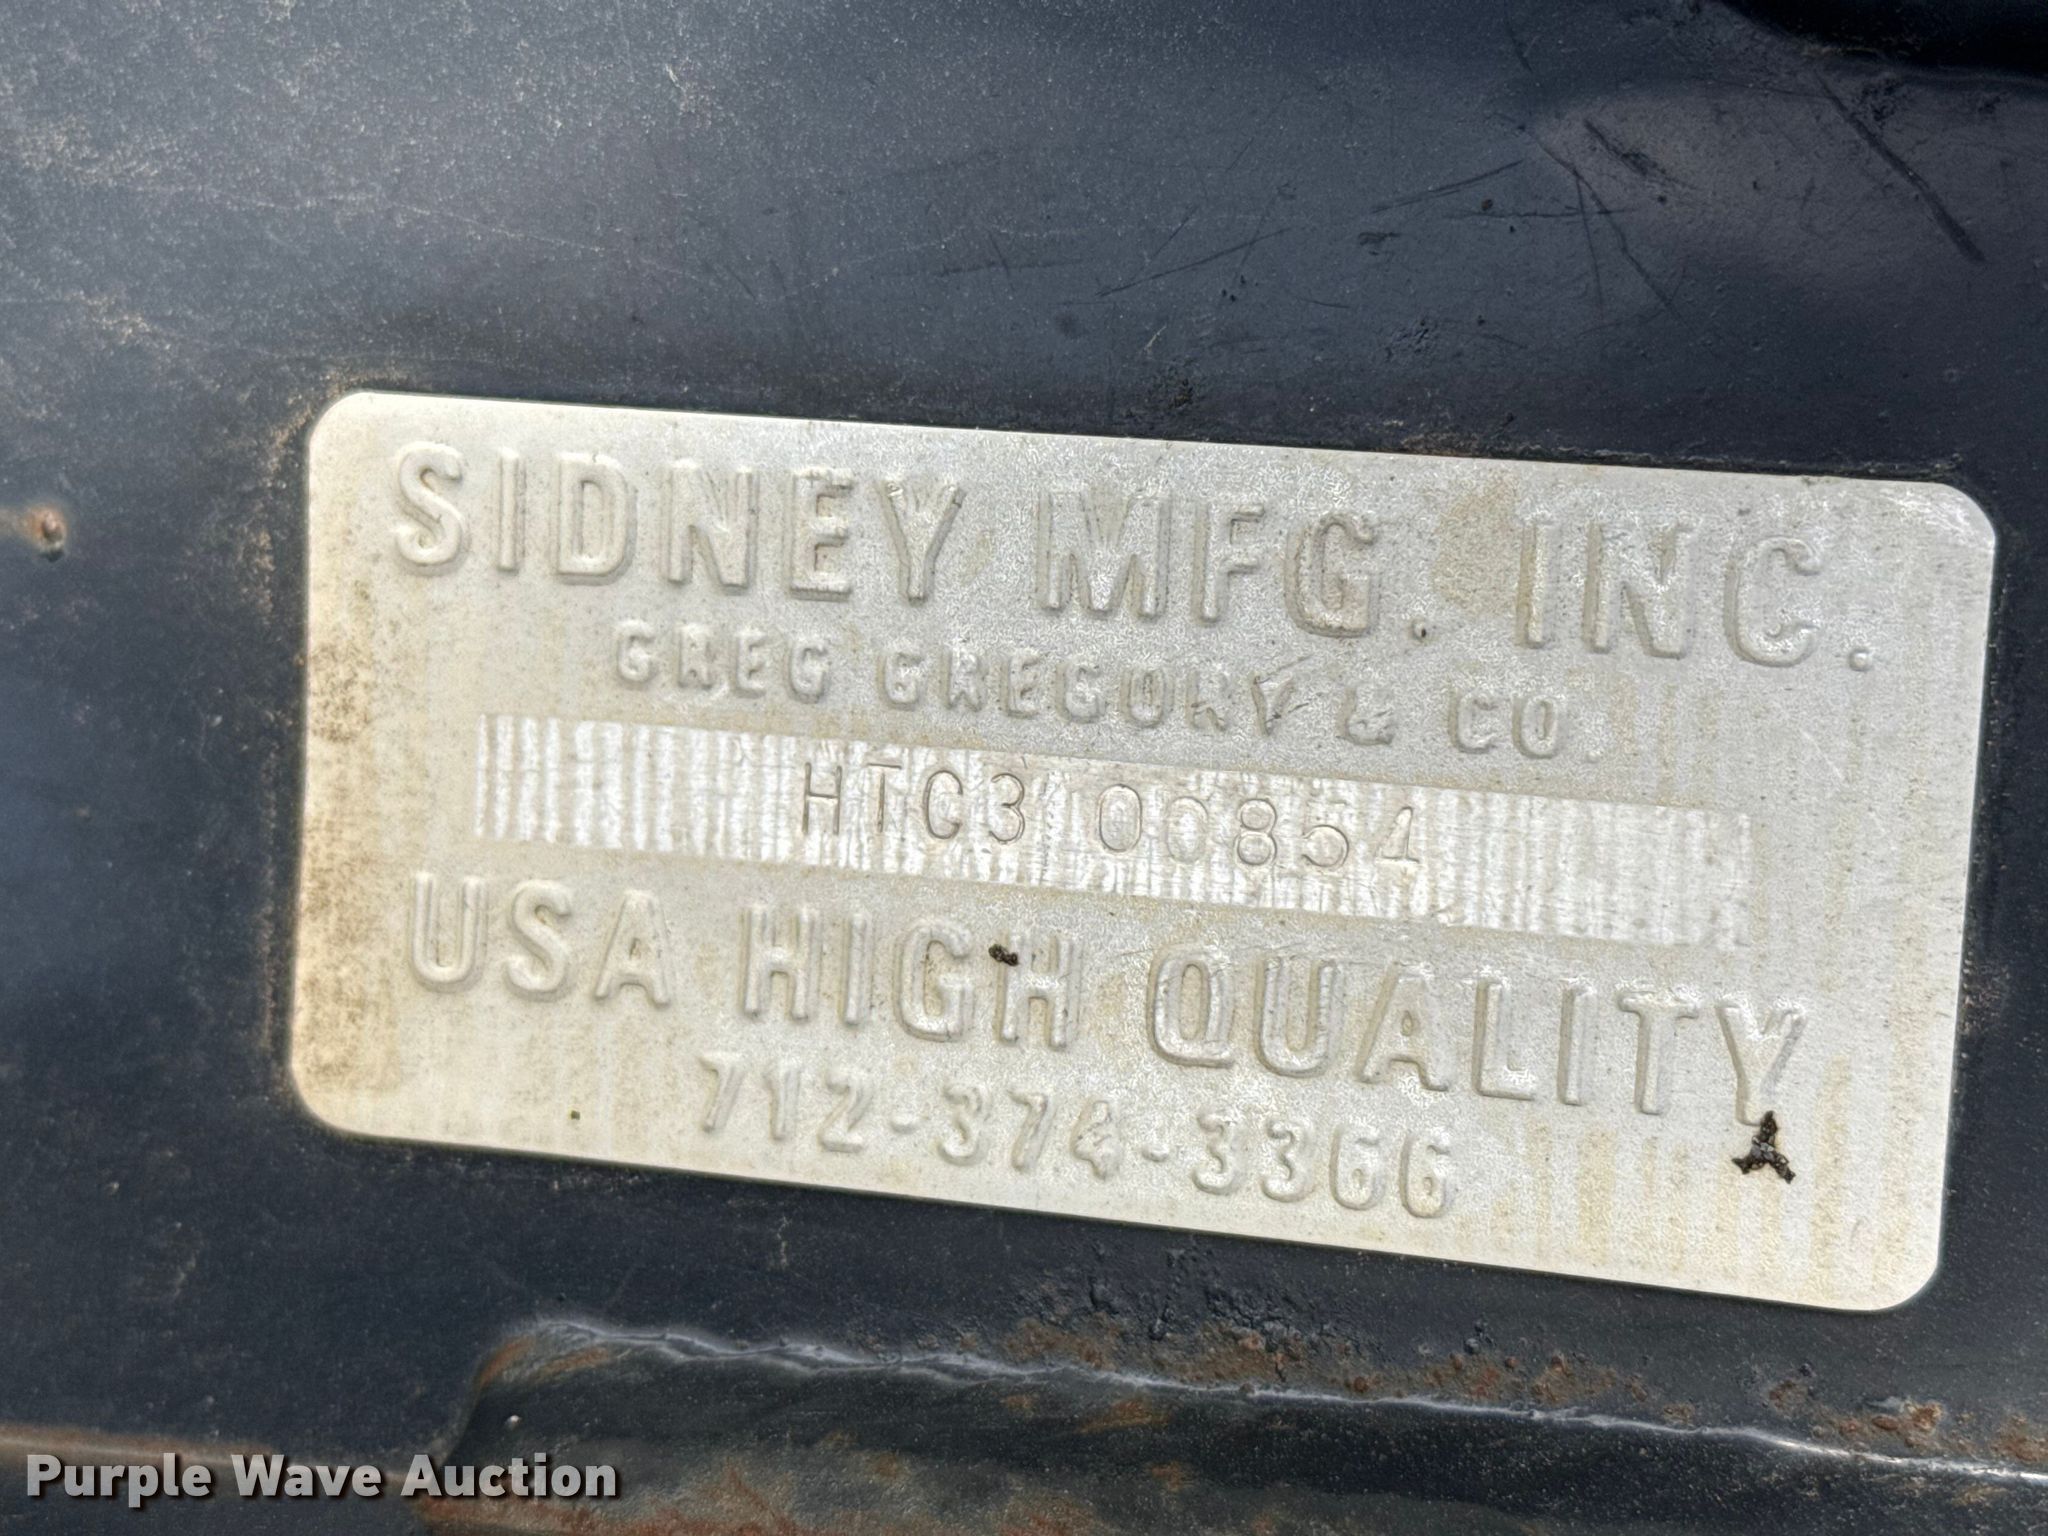 SIDNEY MFG. INC.
GREG GREGORY & CO.
HTC3 00854
USA HIGH QUALITY
712-374-3366
Purple Wave Auction